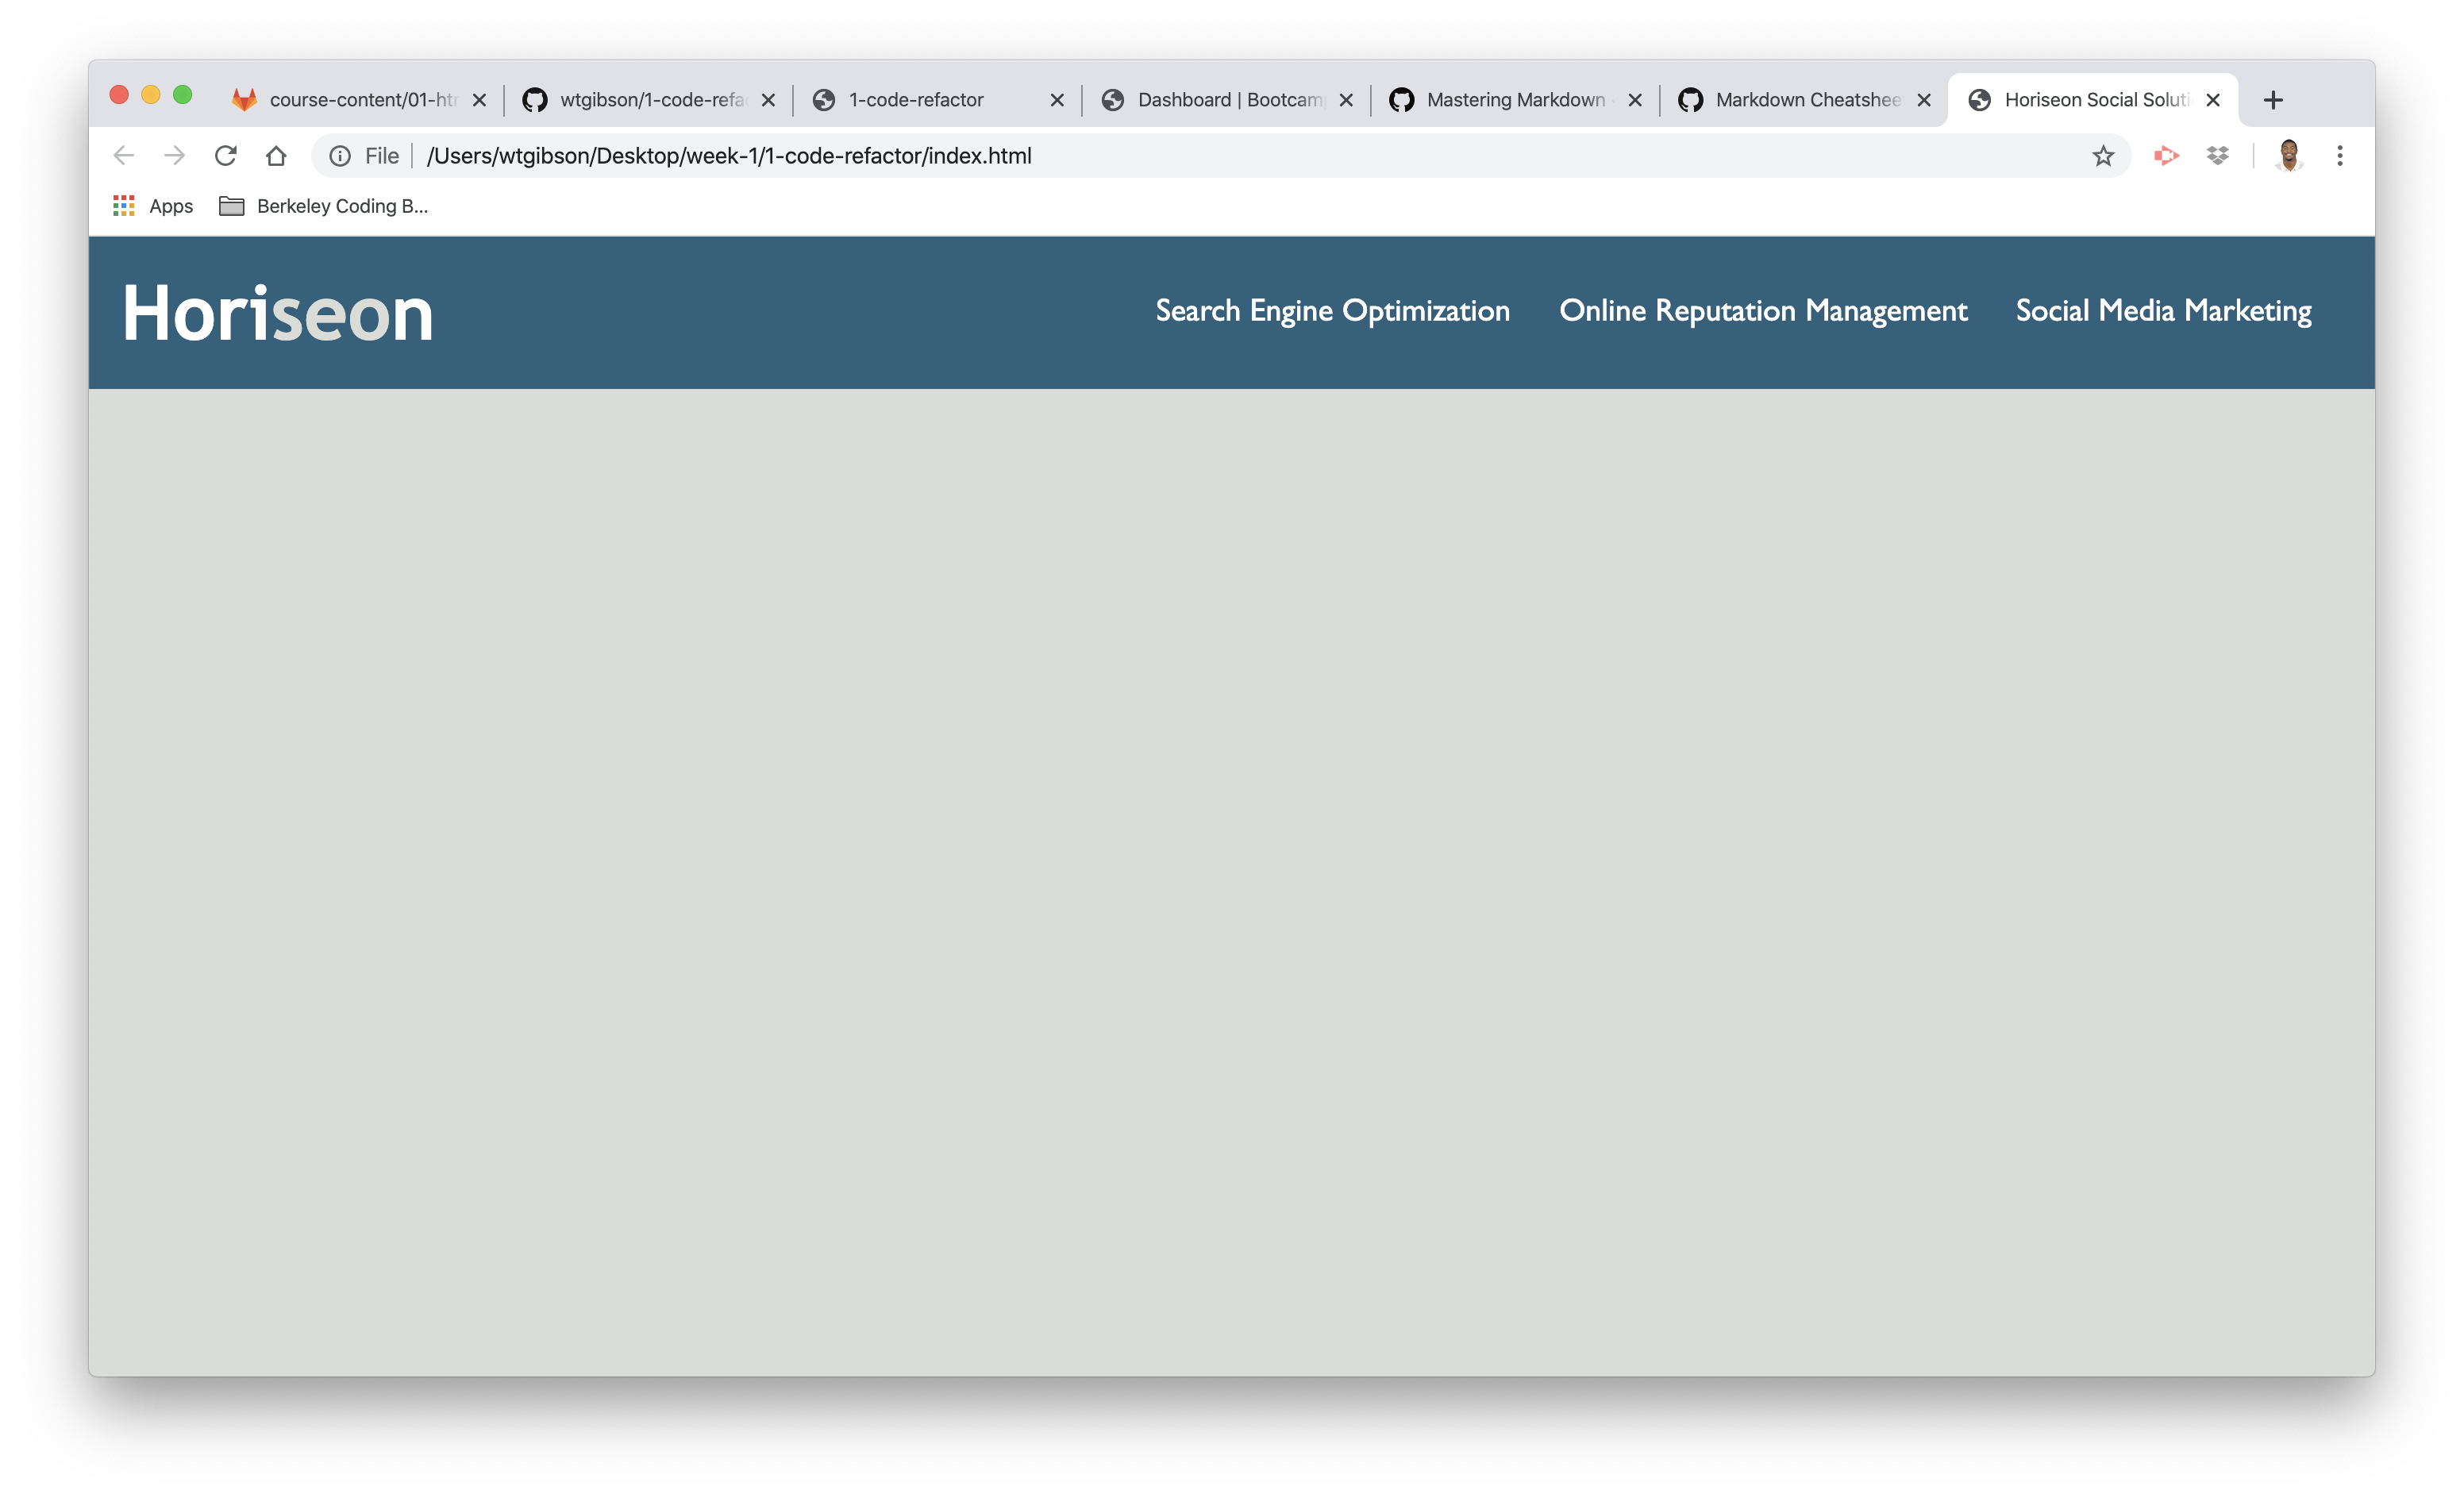 course-content/01-htm
wtgibson/1-code-refa
1-code-refactor
Dashboard | Bootcam
Mastering Markdown
Markdown Cheatshee
Horiseon Social Soluti
File
/Users/wtgibson/Desktop/week-1/1-code-refactor/index.html
Apps
Berkeley Coding B...
Horiseon
Search Engine Optimization
Online Reputation Management
Social Media Marketing